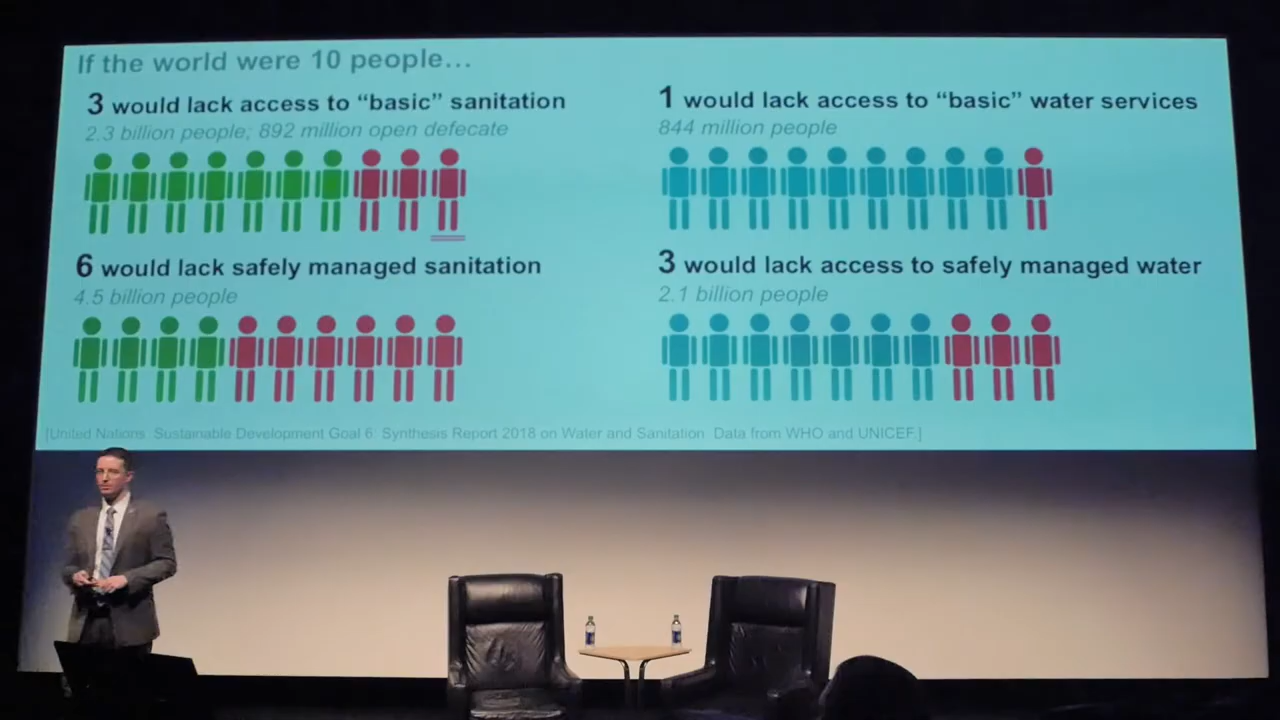 If the world were 10 people…
3 would lack access to “basic” sanitation
2.3 billion people; 892 million open defecate
1 would lack access to “basic” water services
844 million people
6 would lack safely managed sanitation
4.5 billion people
3 would lack access to safely managed water
2.1 billion people
[United Nations. Sustainable Development Goal 6: Synthesis Report 2018 on Water and Sanitation. Data from WHO and UNICEF.]